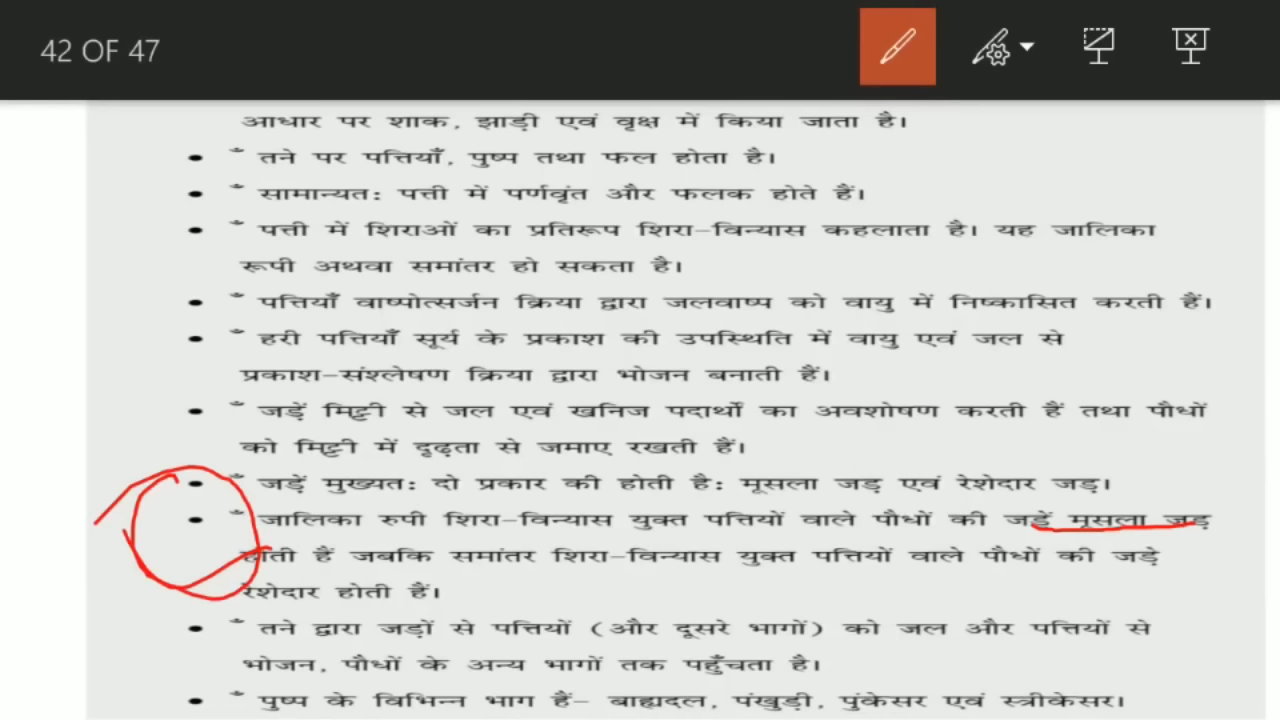 42 OF 47
आधार पर शाक, झाड़ी एवं वृक्ष में किया जाता है।
• ँ तने पर पत्तियाँ, पुष्प तथा फल होता है।
• ँ सामान्यत: पत्ती में पर्णवृंत और फलक होते हैं।
• ँ पत्ती में शिराओं का प्रतिरूप शिरा-विन्यास कहलाता है। यह जालिका
रूपी अथवा समांतर हो सकता है।
• ँ पत्तियाँ वाष्पोत्सर्जन क्रिया द्वारा जलवाष्प को वायु में निष्कासित करती हैं।
• ँ हरी पत्तियाँ सूर्य के प्रकाश की उपस्थिति में वायु एवं जल से
प्रकाश-संश्लेषण क्रिया द्वारा भोजन बनाती हैं।
• ँ जड़ें मिट्टी से जल एवं खनिज पदार्थों का अवशोषण करती हैं तथा पौधों
को मिट्टी में दृढ़ता से जमाए रखती हैं।
• ँ जड़ें मुख्यत: दो प्रकार की होती है: मूसला जड़ एवं रेशेदार जड़।
• ँ जालिका रुपी शिरा-विन्यास युक्त पत्तियों वाले पौधों की जड़ें मूसला जड़
होती हैं जबकि समांतर शिरा-विन्यास युक्त पत्तियों वाले पौधों की जड़े
रेशेदार होती हैं।
• ँ तने द्वारा जड़ों से पत्तियों (और दूसरे भागों) को जल और पत्तियों से
भोजन, पौधों के अन्य भागों तक पहुँचता है।
• ँ पुष्प के विभिन्न भाग हैं- बाह्यदल, पंखुड़ी, पुंकेसर एवं स्त्रीकेसर।